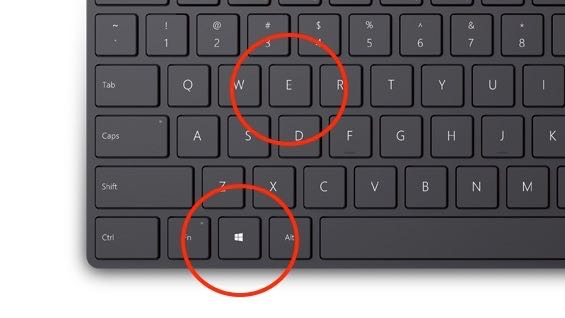 ~ ! @ # $ % ^ & *
` 1 2 3 4 5 6 7 8
Tab Q W E R T Y U I
Caps A S D F G H J K
Shift Z X C V B N M
Ctrl Fn Alt